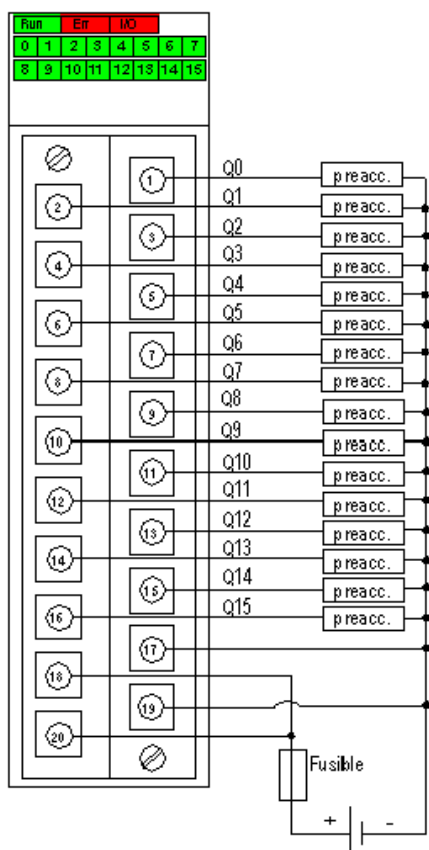 Run Err I/O
0 1 2 3 4 5 6 7
8 9 10 11 12 13 14 15
1 Q0 preacc.
2 Q1 preacc.
3 Q2 preacc.
4 Q3 preacc.
5 Q4 preacc.
6 Q5 preacc.
7 Q6 preacc.
8 Q7 preacc.
9 Q8 preacc.
10 Q9 preacc.
11 Q10 preacc.
12 Q11 preacc.
13 Q12 preacc.
14 Q13 preacc.
15 Q14 preacc.
16 Q15 preacc.
17
18
19
20
Fusible
+ -